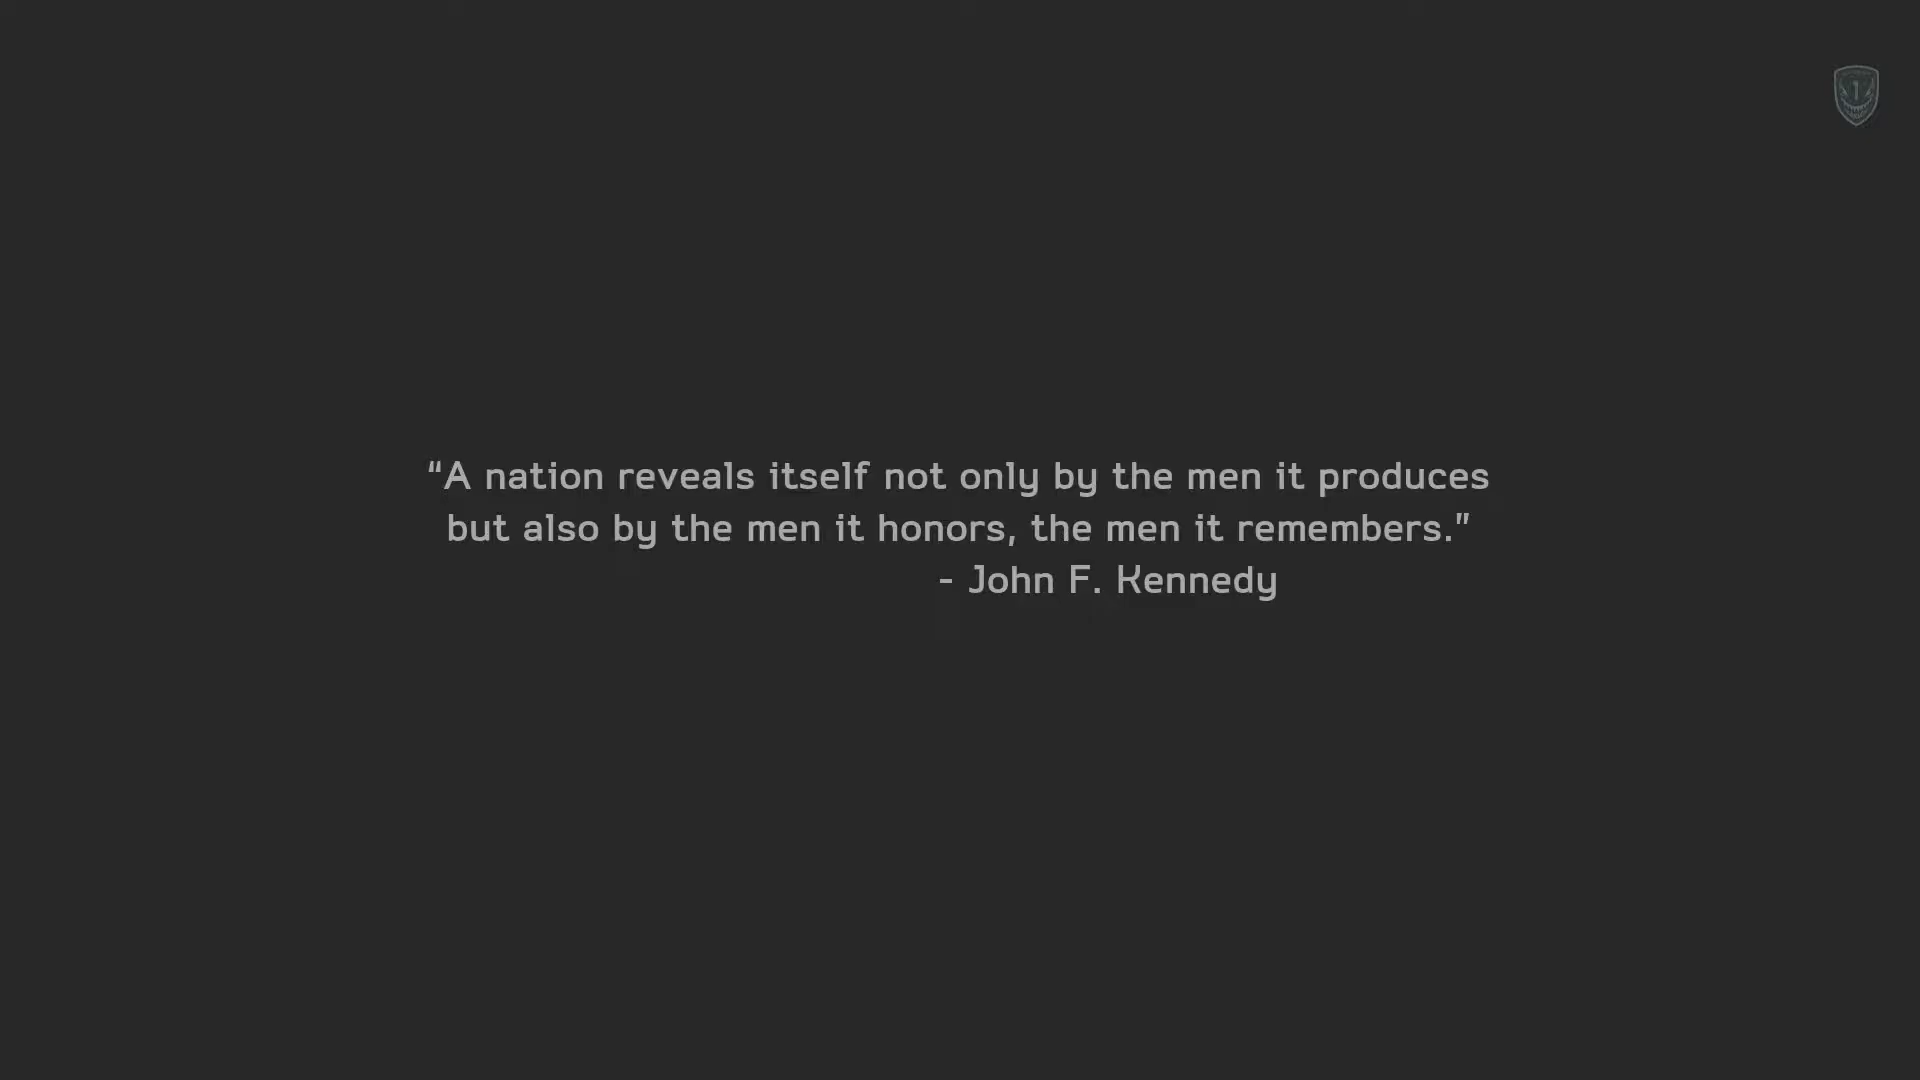 “A nation reveals itself not only by the men it produces
but also by the men it honors, the men it remembers.”
- John F. Kennedy
1